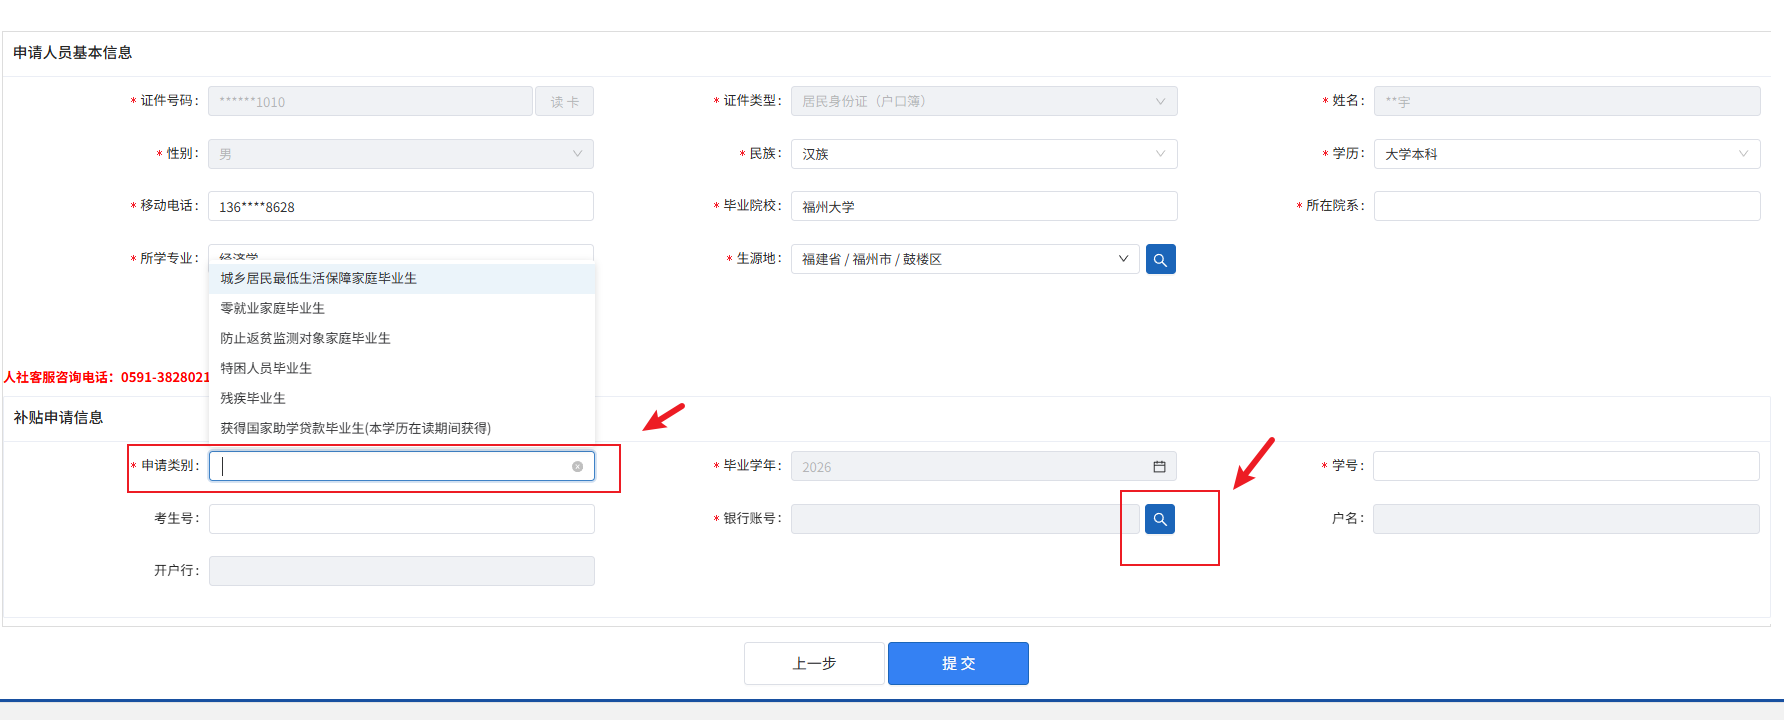 申请人员基本信息
* 证件号码： ******1010 读 卡 * 证件类型： 居民身份证（户口簿） * 姓名： **宇
* 性别： 男 * 民族： 汉族 * 学历： 大学本科
* 移动电话： 136****8628 * 毕业院校： 福州大学 * 所在院系：
* 所学专业： 经济学 * 生源地： 福建省 / 福州市 / 鼓楼区
城乡居民最低生活保障家庭毕业生
零就业家庭毕业生
防止返贫监测对象家庭毕业生
特困人员毕业生
残疾毕业生
获得国家助学贷款毕业生(本学历在读期间获得)
人社客服咨询电话：0591-3828021
补贴申请信息
* 申请类别： * 毕业学年： 2026 * 学号：
考生号： * 银行账号： 户名：
开户行：
上一步 提 交